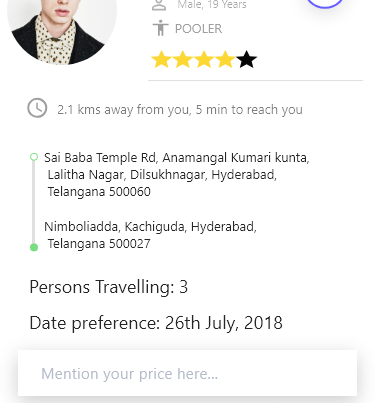 Male, 19 Years
POOLER
2.1 kms away from you, 5 min to reach you
Sai Baba Temple Rd, Anamangal Kumari kunta,
Lalitha Nagar, Dilsukhnagar, Hyderabad,
Telangana 500060
Nimboliadda, Kachiguda, Hyderabad,
Telangana 500027
Persons Travelling: 3
Date preference: 26th July, 2018
Mention your price here...